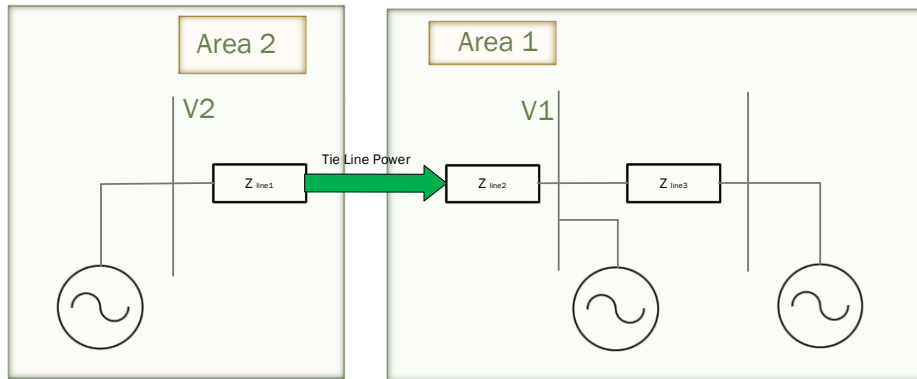 Area 2
Area 1
V2
V1
Tie Line Power
Z line1
Z line2
Z line3